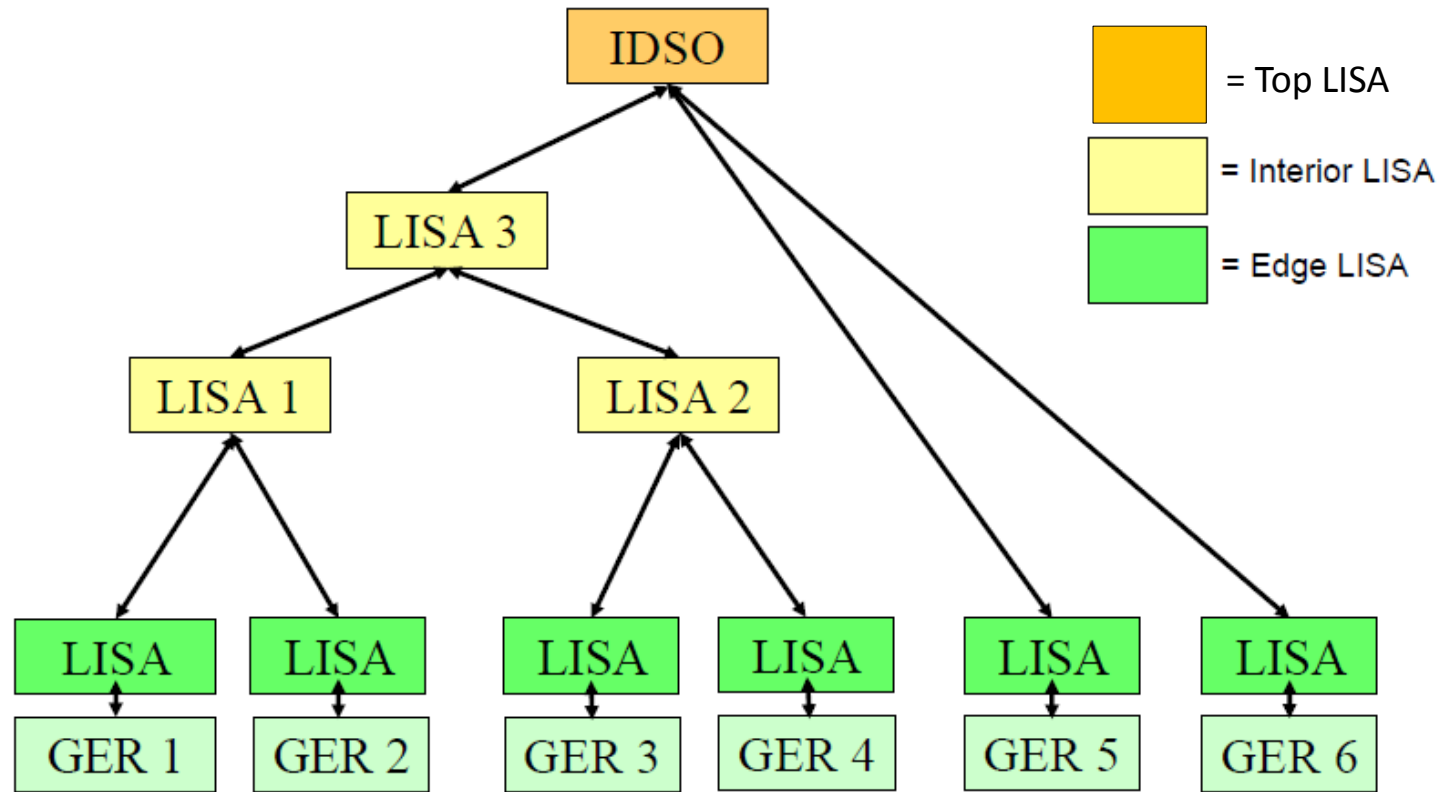 IDSO
= Top LISA
= Interior LISA
= Edge LISA
LISA 3
LISA 1
LISA 2
LISA
LISA
LISA
LISA
LISA
LISA
GER 1
GER 2
GER 3
GER 4
GER 5
GER 6